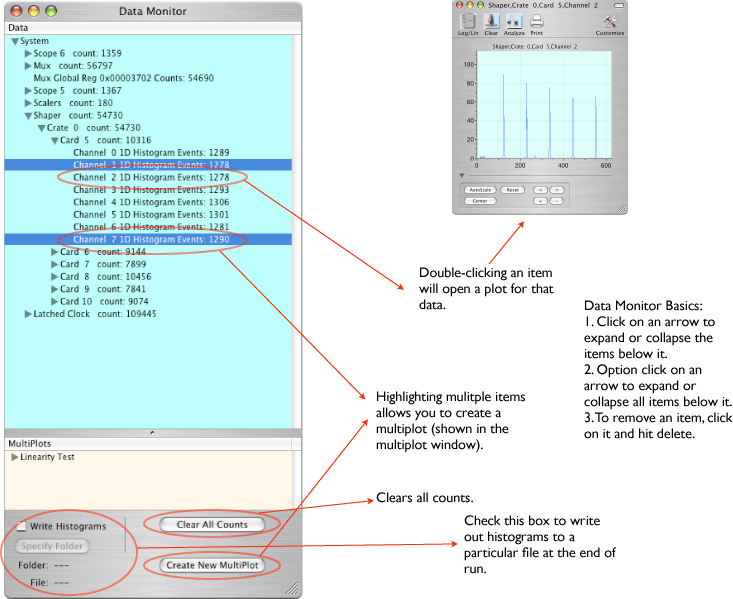 Data Monitor
Data
System
Scope 6 count: 1359
Mux count: 56797
Mux Global Reg 0x00003702 Counts: 54690
Scope 5 count: 1367
Scalers count: 180
Shaper count: 54730
Crate 0 count: 54730
Card 5 count: 10316
Channel 0 1D Histogram Events: 1289
Channel 1 1D Histogram Events: 1278
Channel 2 1D Histogram Events: 1278
Channel 3 1D Histogram Events: 1293
Channel 4 1D Histogram Events: 1306
Channel 5 1D Histogram Events: 1301
Channel 6 1D Histogram Events: 1281
Channel 7 1D Histogram Events: 1290
Card 6 count: 9144
Card 7 count: 7899
Card 8 count: 10456
Card 9 count: 7841
Card 10 count: 9074
Latched Clock count: 109445
MultiPlots
Linearity Test
Write Histograms
Specify Folder
Folder: ---
File: ---
Clear All Counts
Create New MultiPlot
Shaper,Crate 0,Card 5,Channel 2
Log/Lin Clear Analyze Print Customize
Shaper,Crate 0,Card 5,Channel 2
100
80
60
40
20
0
0 200 400 600
AutoScale Reset < >
Center + -
Double-clicking an item
will open a plot for that
data.
Data Monitor Basics:
1. Click on an arrow to
expand or collapse the
items below it.
2. Option click on an
arrow to expand or
collapse all items below it.
3. To remove an item, click
on it and hit delete.
Highlighting mulitple items
allows you to create a
multiplot (shown in the
multiplot window).
Clears all counts.
Check this box to write
out histograms to a
particular file at the end of
run.